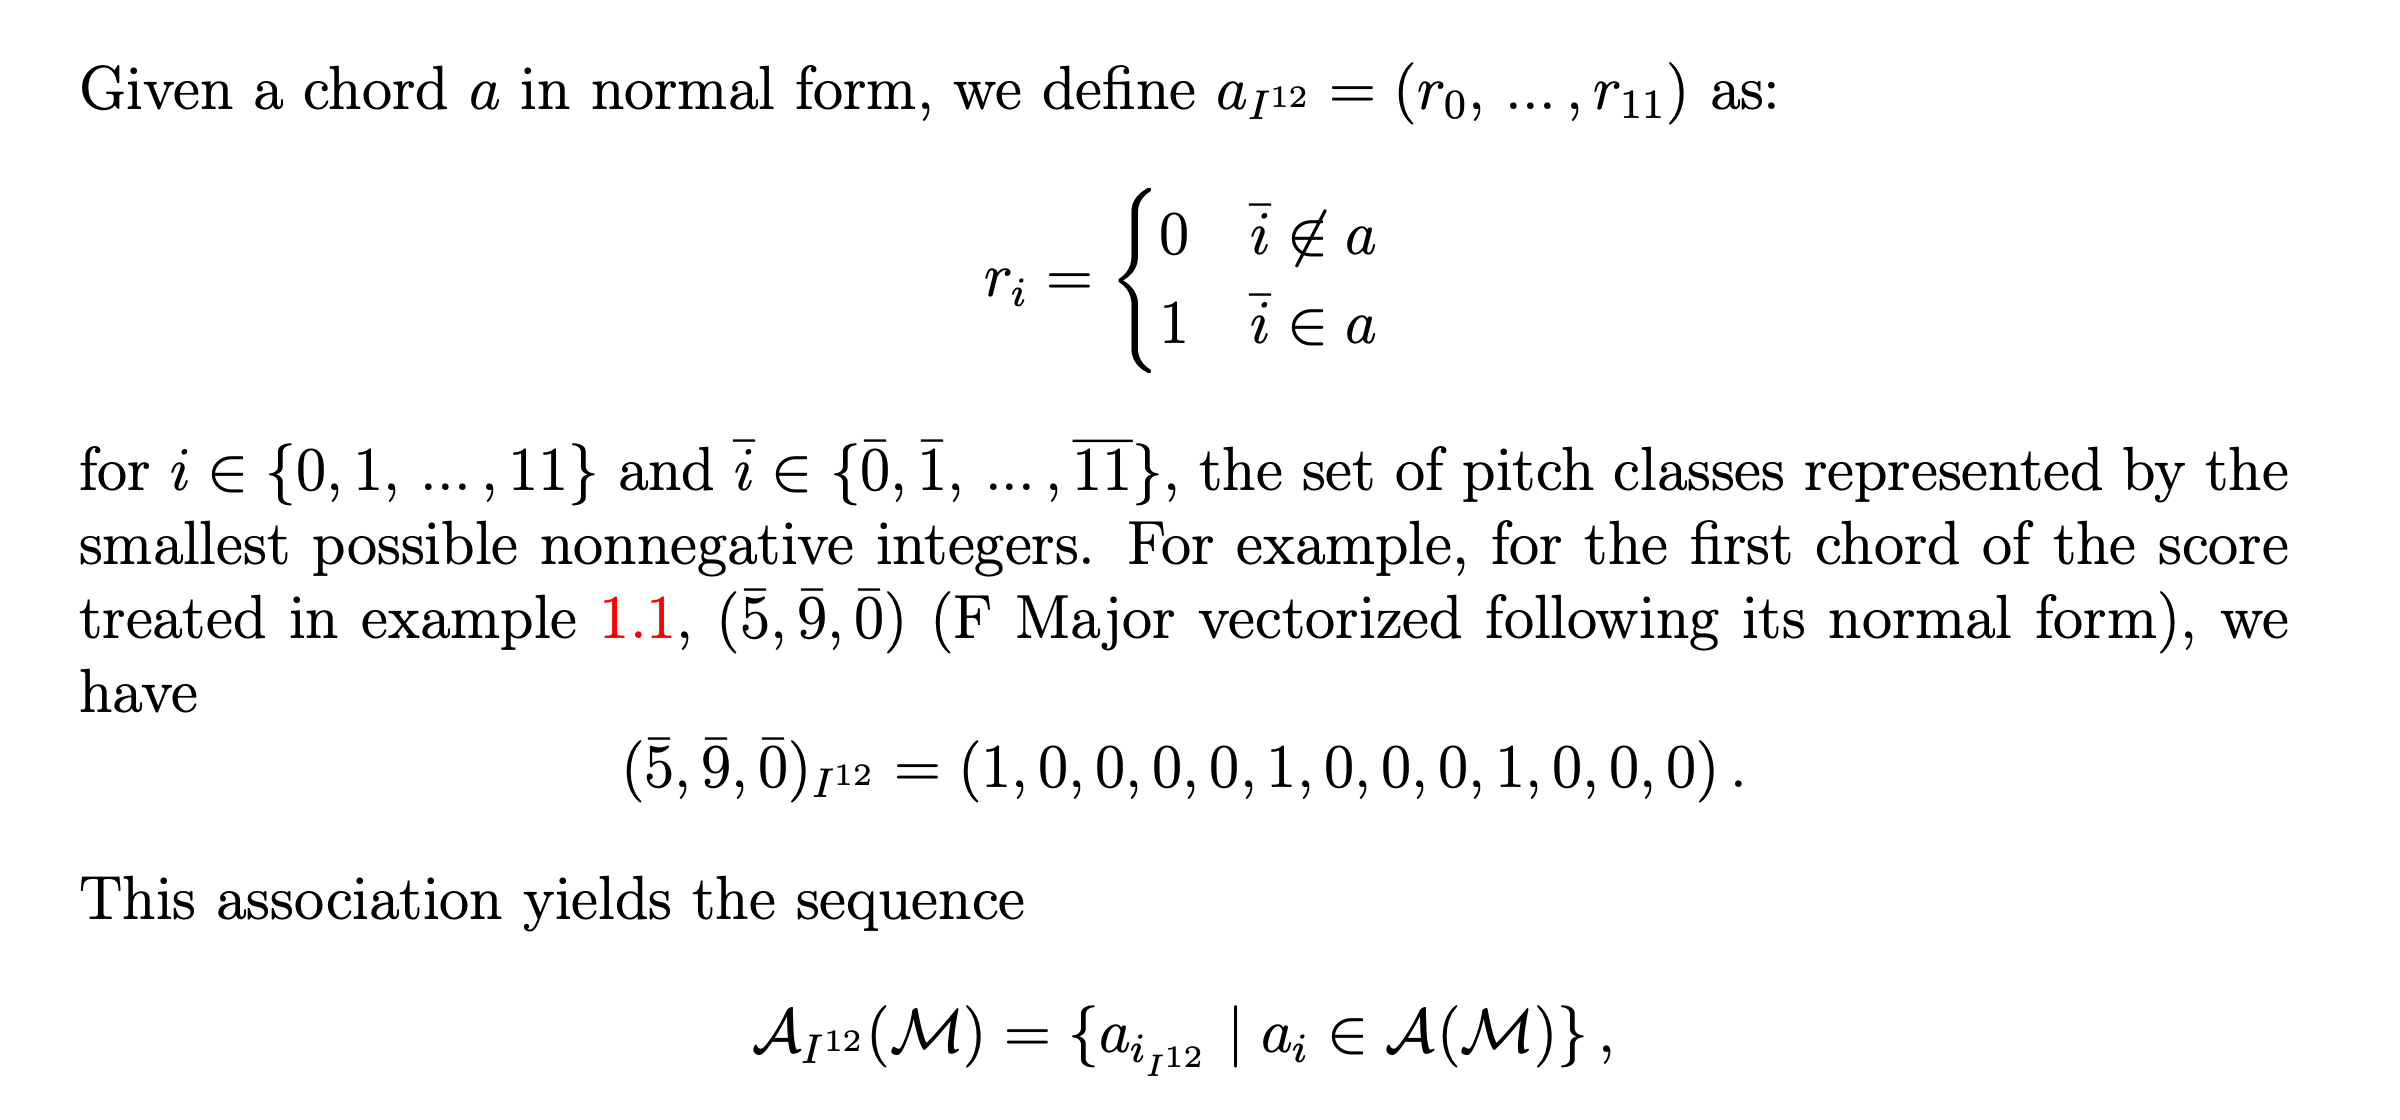 Given a chord a in normal form, we define a_{I^{12}} = (r_0, … , r_{11}) as:
r_i = { 0  i̅ ∉ a
1  i̅ ∈ a
for i ∈ {0, 1, … , 11} and i̅ ∈ {0̅, 1̅, … , \overline{11}}, the set of pitch classes represented by the
smallest possible nonnegative integers. For example, for the first chord of the score
treated in example 1.1, (5̅, 9̅, 0̅) (F Major vectorized following its normal form), we
have
(5̅, 9̅, 0̅)_{I^{12}} = (1, 0, 0, 0, 0, 1, 0, 0, 0, 1, 0, 0, 0) .
This association yields the sequence
𝒜_{I^{12}}(ℳ) = {a_{i_{I^{12}}} | a_i ∈ 𝒜(ℳ)} ,